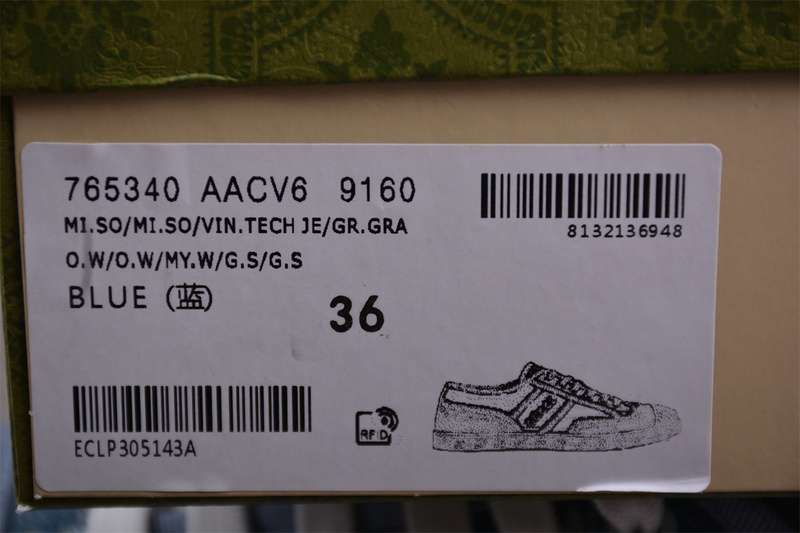 765340 AACV6 9160
MI.SO/MI.SO/VIN.TECH JE/GR.GRA
O.W/O.W/MY.W/G.S/G.S
BLUE (蓝)
36
8132136948
ECLP305143A
RFID